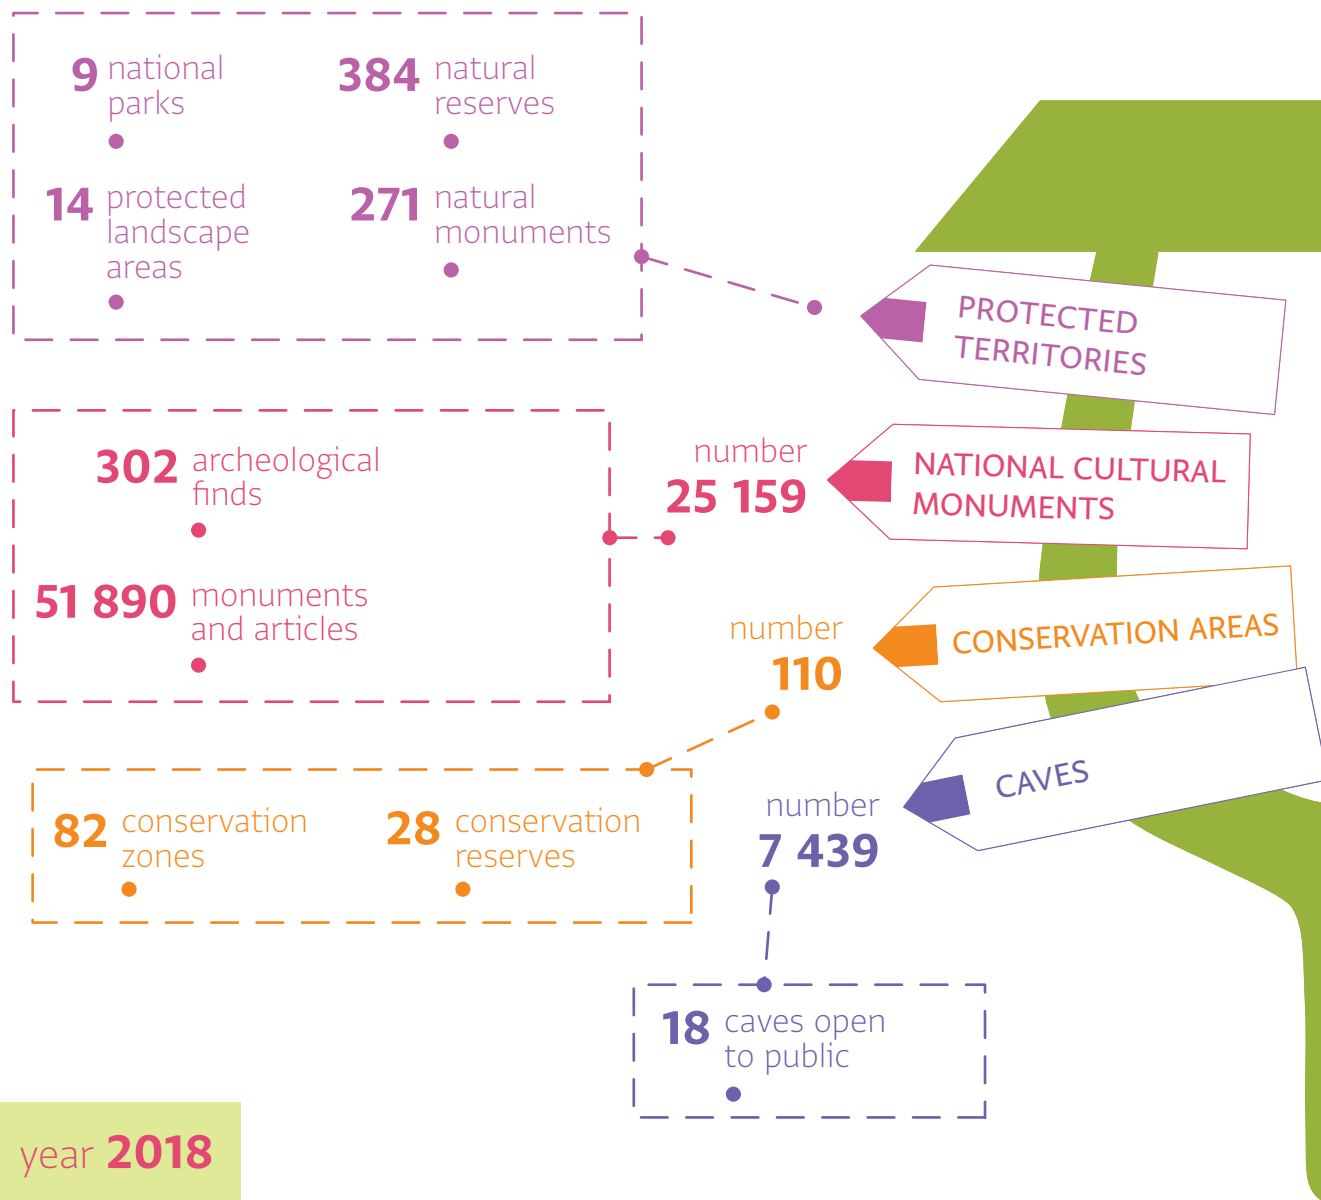 9 national
parks
384 natural
reserves
14 protected
landscape
areas
271 natural
monuments
PROTECTED
TERRITORIES
302 archeological
finds
51 890 monuments
and articles
number
25 159
NATIONAL CULTURAL
MONUMENTS
number
110
CONSERVATION AREAS
82 conservation
zones
28 conservation
reserves
number
7 439
CAVES
18 caves open
to public
year 2018